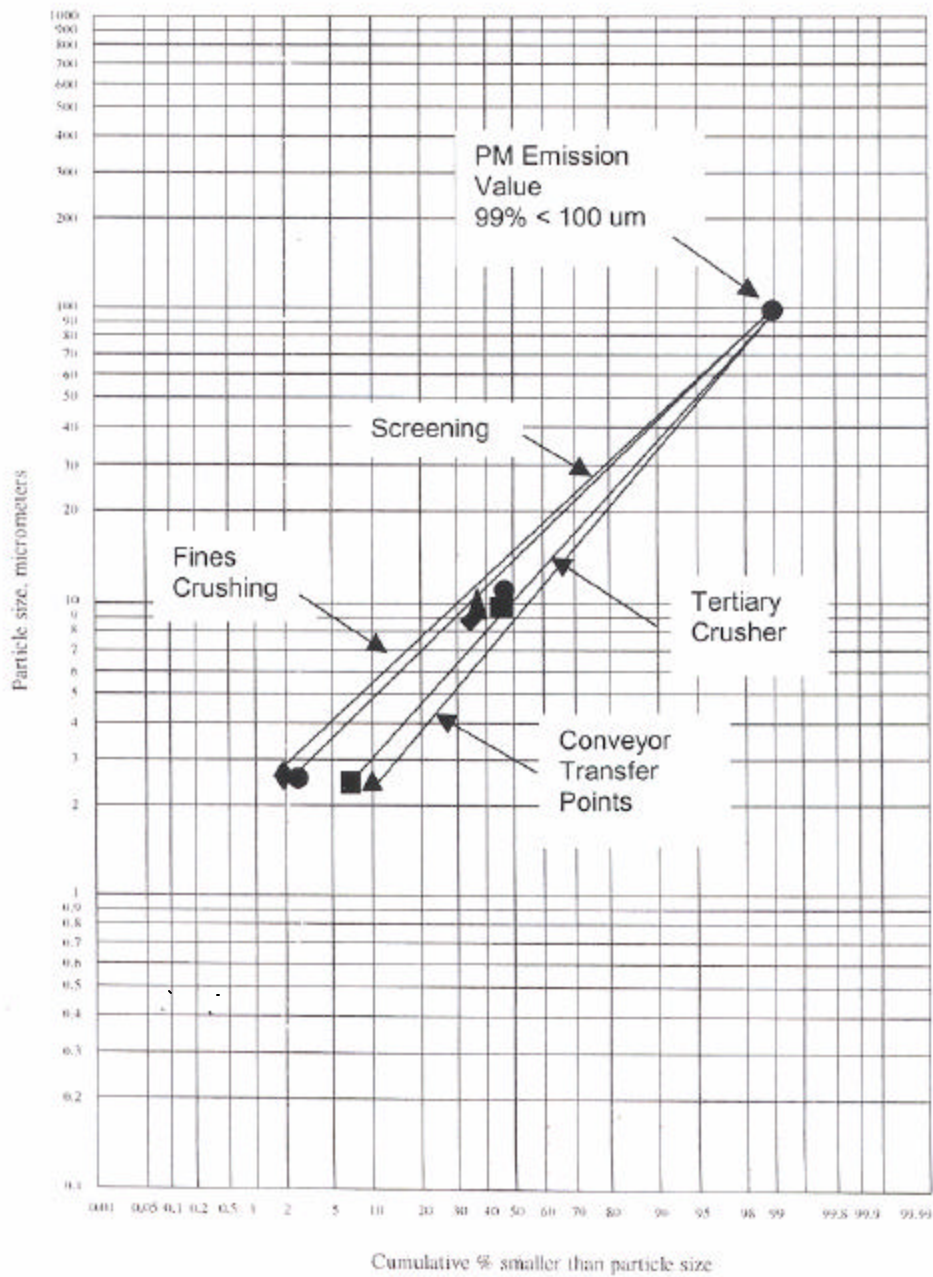 1000
900
800
700
600
500
400
300
200
100
90
80
70
60
50
40
30
20
10
9
8
7
6
5
4
3
2
1
0.9
0.8
0.7
0.6
0.5
0.4
0.3
0.2
0.1
Particle size, micrometers
PM Emission
Value
99% < 100 um
Screening
Fines
Crushing
Tertiary
Crusher
Conveyor
Transfer
Points
0.01 0.05 0.1 0.2 0.5 1 2 5 10 20 30 40 50 60 70 80 90 95 98 99 99.8 99.9 99.99
Cumulative % smaller than particle size